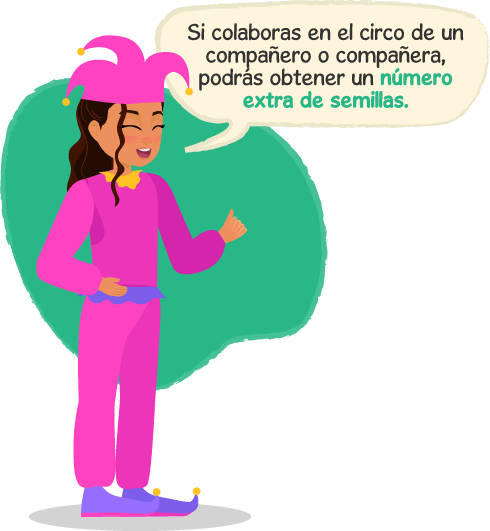 Si colaboras en el circo de un
compañero o compañera,
podrás obtener un número
extra de semillas.